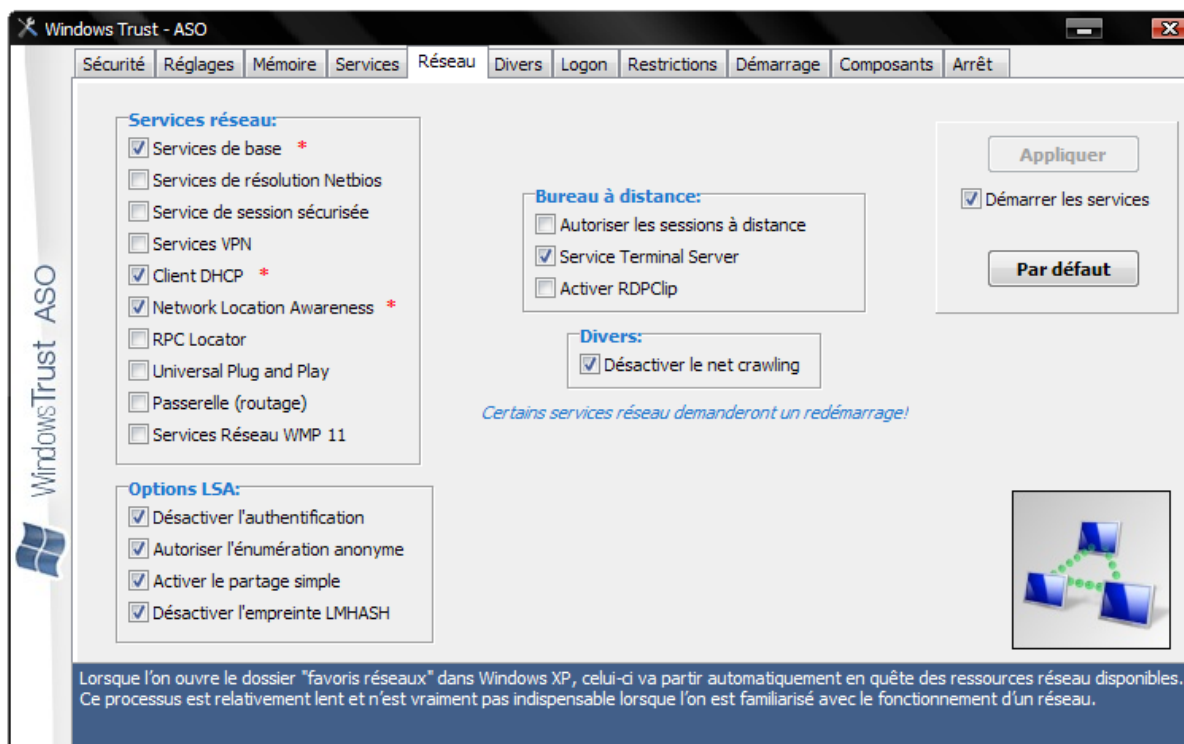 Windows Trust - ASO
Sécurité Réglages Mémoire Services Réseau Divers Logon Restrictions Démarrage Composants Arrêt
Services réseau:
Services de base *
Services de résolution Netbios
Service de session sécurisée
Services VPN
Client DHCP *
Network Location Awareness *
RPC Locator
Universal Plug and Play
Passerelle (routage)
Services Réseau WMP 11
Options LSA:
Désactiver l'authentification
Autoriser l'énumération anonyme
Activer le partage simple
Désactiver l'empreinte LMHASH
Bureau à distance:
Autoriser les sessions à distance
Service Terminal Server
Activer RDPClip
Divers:
Désactiver le net crawling
Certains services réseau demanderont un redémarrage!
Appliquer
Démarrer les services
Par défaut
WindowsTrust ASO
Lorsque l'on ouvre le dossier "favoris réseaux" dans Windows XP, celui-ci va partir automatiquement en quête des ressources réseau disponibles.
Ce processus est relativement lent et n'est vraiment pas indispensable lorsque l'on est familiarisé avec le fonctionnement d'un réseau.